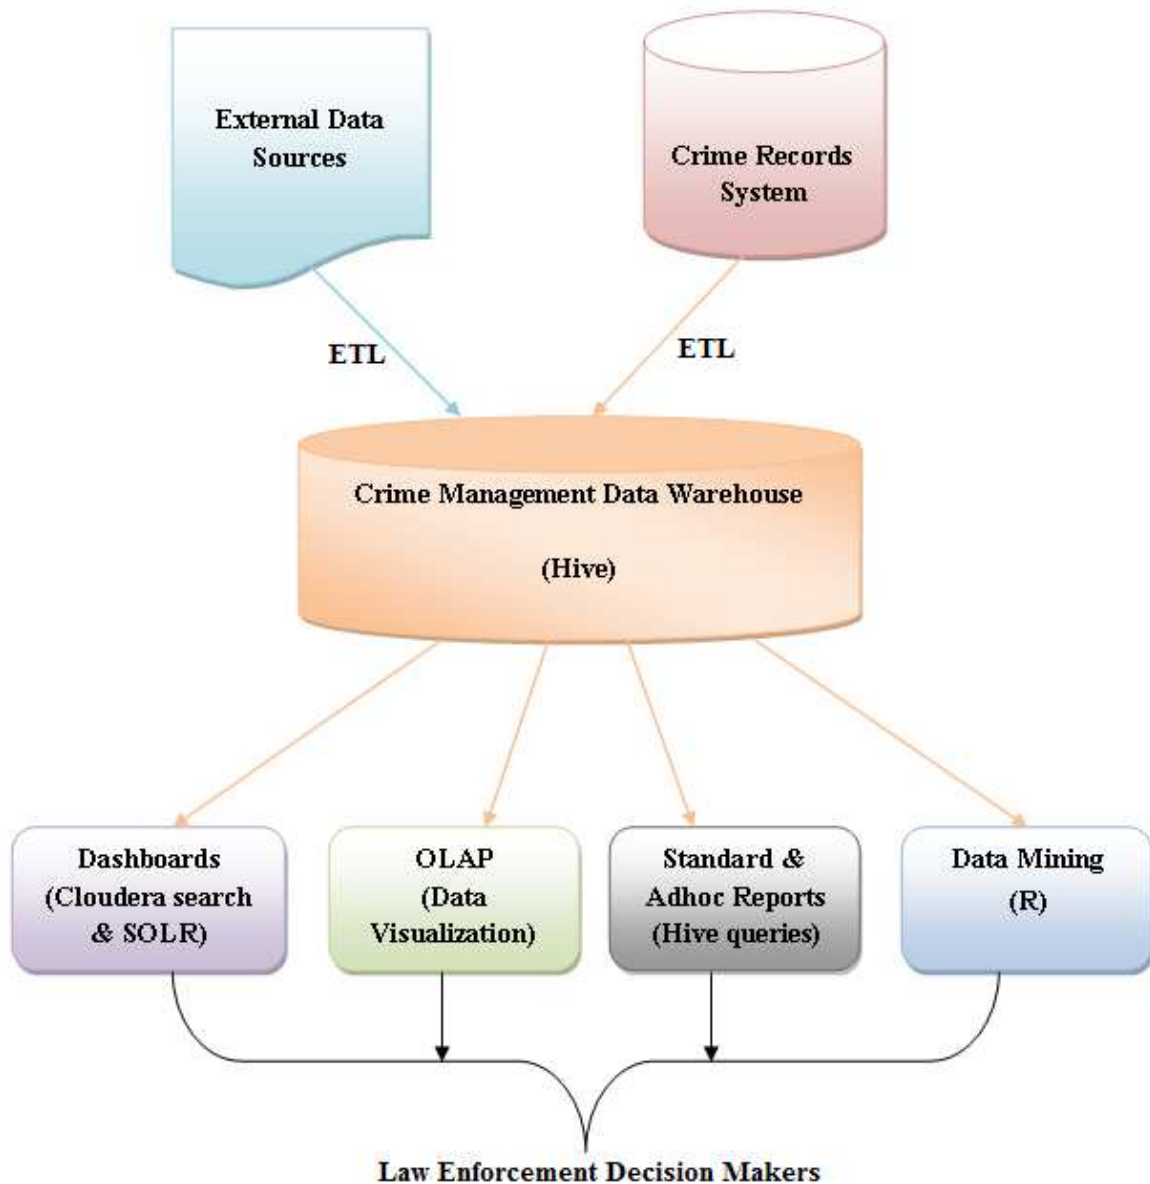 External Data
Sources
Crime Records
System
ETL
ETL
Crime Management Data Warehouse
(Hive)
Dashboards
(Cloudera search
& SOLR)
OLAP
(Data
Visualization)
Standard &
Adhoc Reports
(Hive queries)
Data Mining
(R)
Law Enforcement Decision Makers